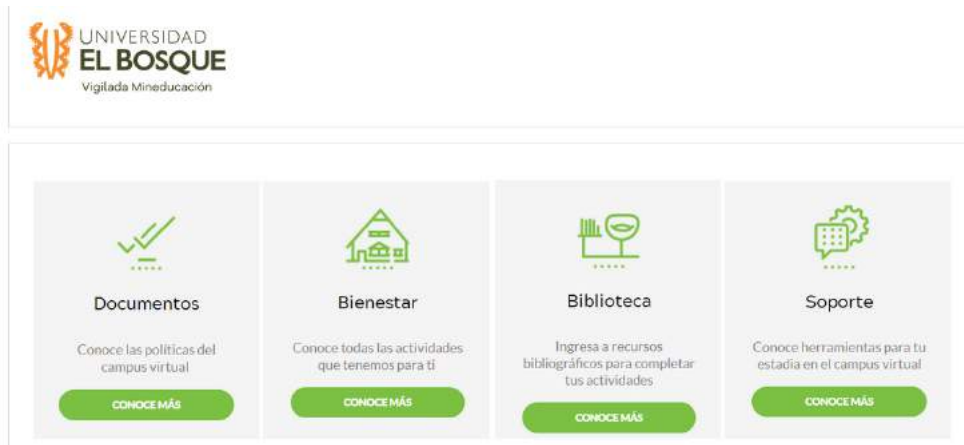 UNIVERSIDAD
EL BOSQUE
Vigilada Mineducación
Documentos
Conoce las políticas del
campus virtual
CONOCE MÁS
Bienestar
Conoce todas las actividades
que tenemos para ti
CONOCE MÁS
Biblioteca
Ingresa a recursos
bibliográficos para completar
tus actividades
CONOCE MÁS
Soporte
Conoce herramientas para tu
estadía en el campus virtual
CONOCE MÁS